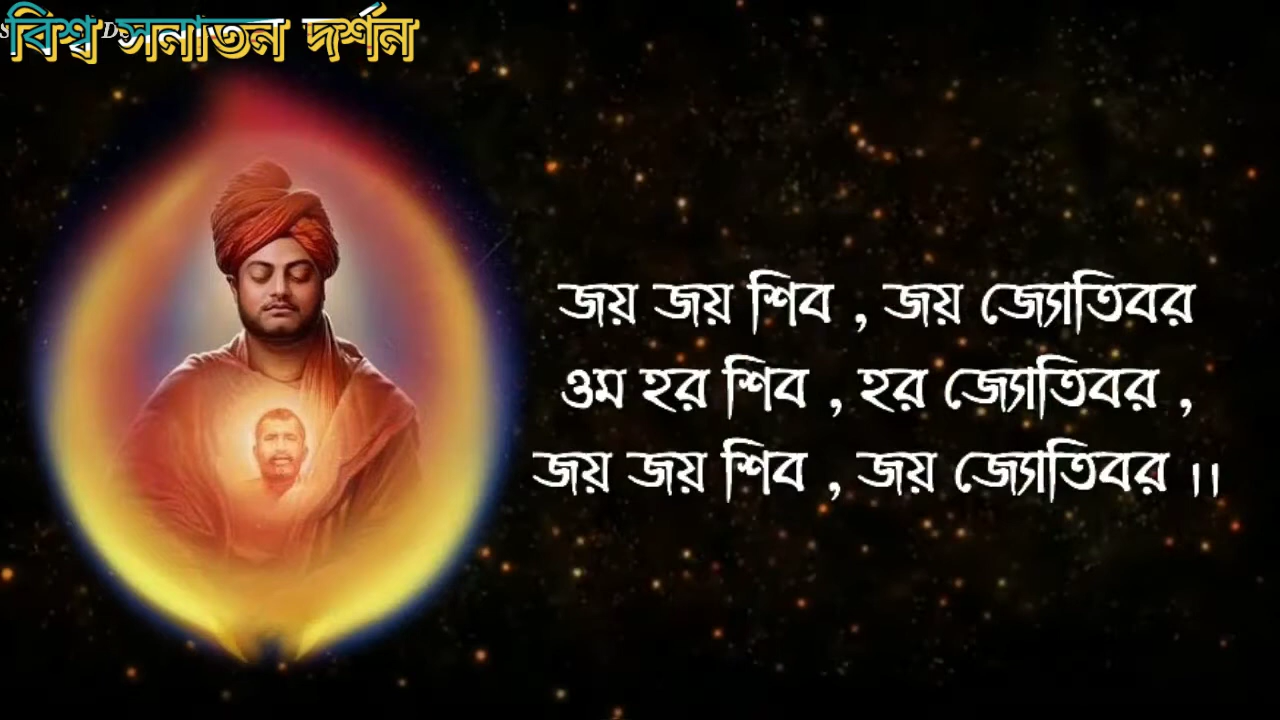 বিশ্ব সনাতন দর্শন
জয় জয় শিব , জয় জ্যোতিবর
ওম হর শিব , হর জ্যোতিবর ,
জয় জয় শিব , জয় জ্যোতিবর ।।